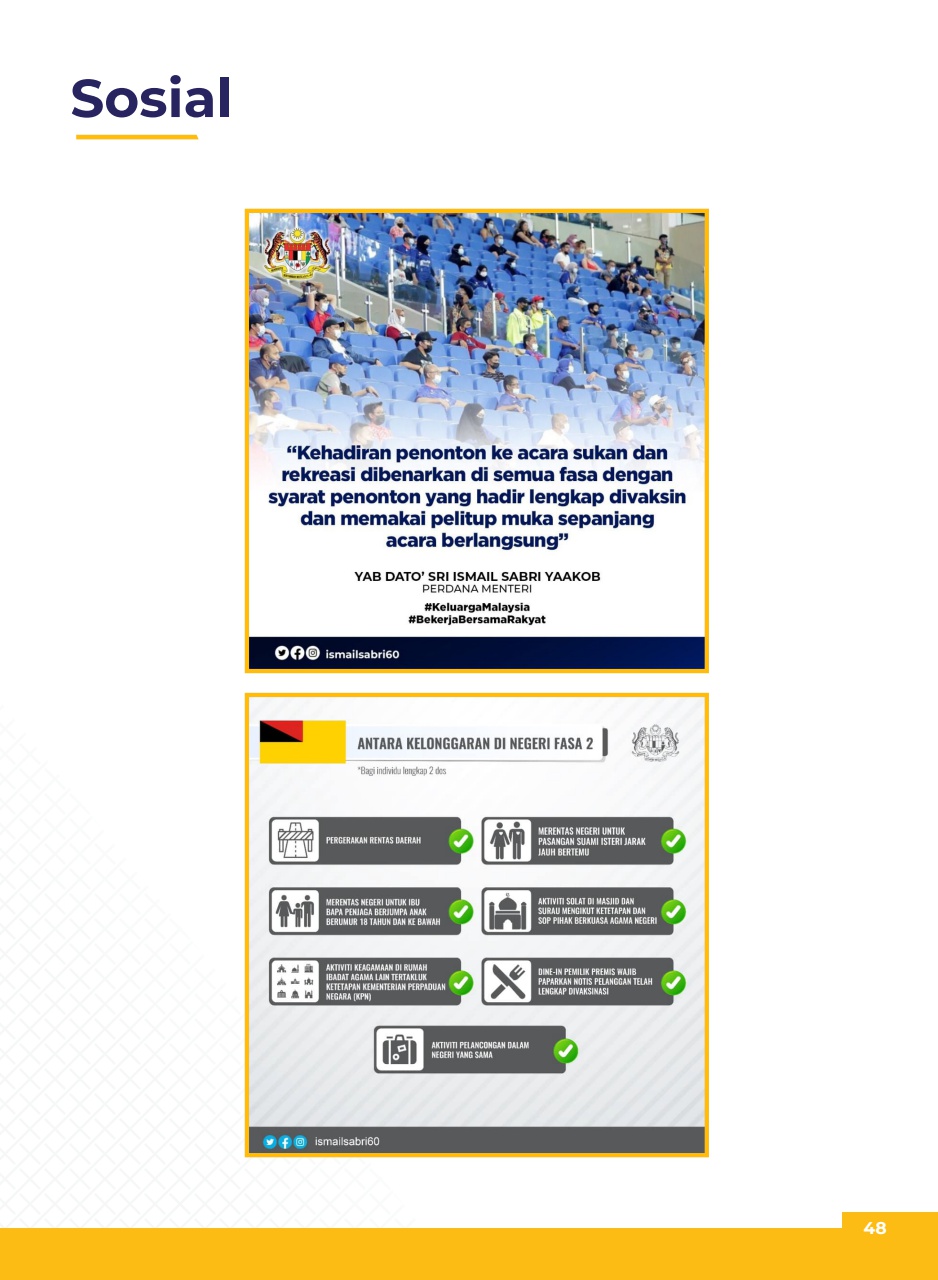 Sosial
“Kehadiran penonton ke acara sukan dan
rekreasi dibenarkan di semua fasa dengan
syarat penonton yang hadir lengkap divaksin
dan memakai pelitup muka sepanjang
acara berlangsung”
YAB DATO’ SRI ISMAIL SABRI YAAKOB
PERDANA MENTERI
#KeluargaMalaysia
#BekerjaBersamaRakyat
ismailsabri60
ANTARA KELONGGARAN DI NEGERI FASA 2
*Bagi individu lengkap 2 dos
PERGERAKAN RENTAS DAERAH
MERENTAS NEGERI UNTUK
PASANGAN SUAMI ISTERI JARAK
JAUH BERTEMU
MERENTAS NEGERI UNTUK IBU
BAPA PENJAGA BERJUMPA ANAK
BERUMUR 18 TAHUN DAN KE BAWAH
AKTIVITI SOLAT DI MASJID DAN
SURAU MENGIKUT KETETAPAN DAN
SOP PIHAK BERKUASA AGAMA NEGERI
AKTIVITI KEAGAMAAN DI RUMAH
IBADAT AGAMA LAIN TERTAKLUK
KETETAPAN KEMENTERIAN PERPADUAN
NEGARA (KPN)
DINE-IN PEMILIK PREMIS WAJIB
PAPARKAN NOTIS PELANGGAN TELAH
LENGKAP DIVAKSINASI
AKTIVITI PELANCONGAN DALAM
NEGERI YANG SAMA
ismailsabri60
48